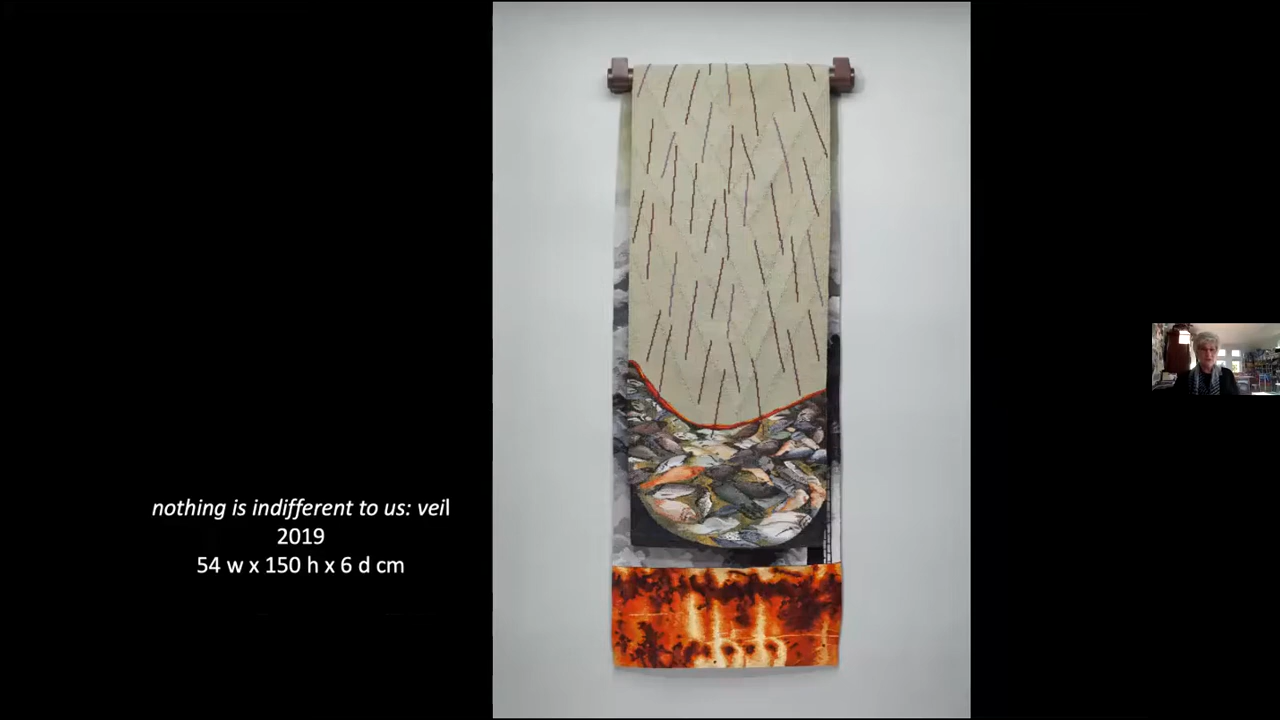 nothing is indifferent to us: veil
2019
54 w x 150 h x 6 d cm